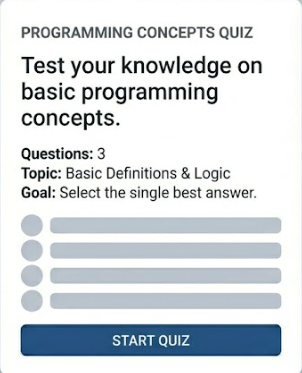 PROGRAMMING CONCEPTS QUIZ
Test your knowledge on
basic programming
concepts.
Questions: 3
Topic: Basic Definitions & Logic
Goal: Select the single best answer.
START QUIZ